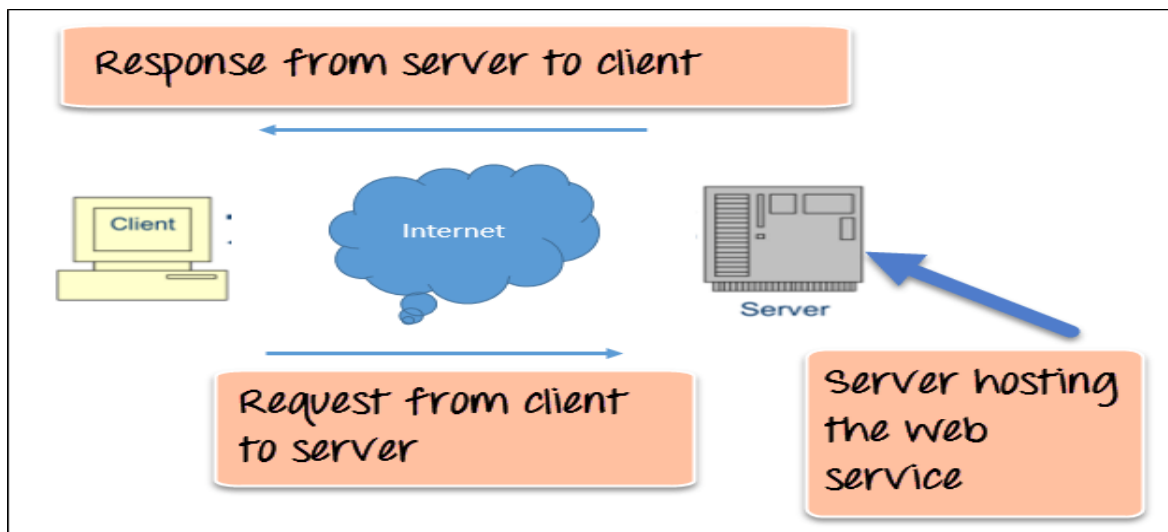 Response from server to client
Client
Internet
Server
Request from client
to server
Server hosting
the web
service